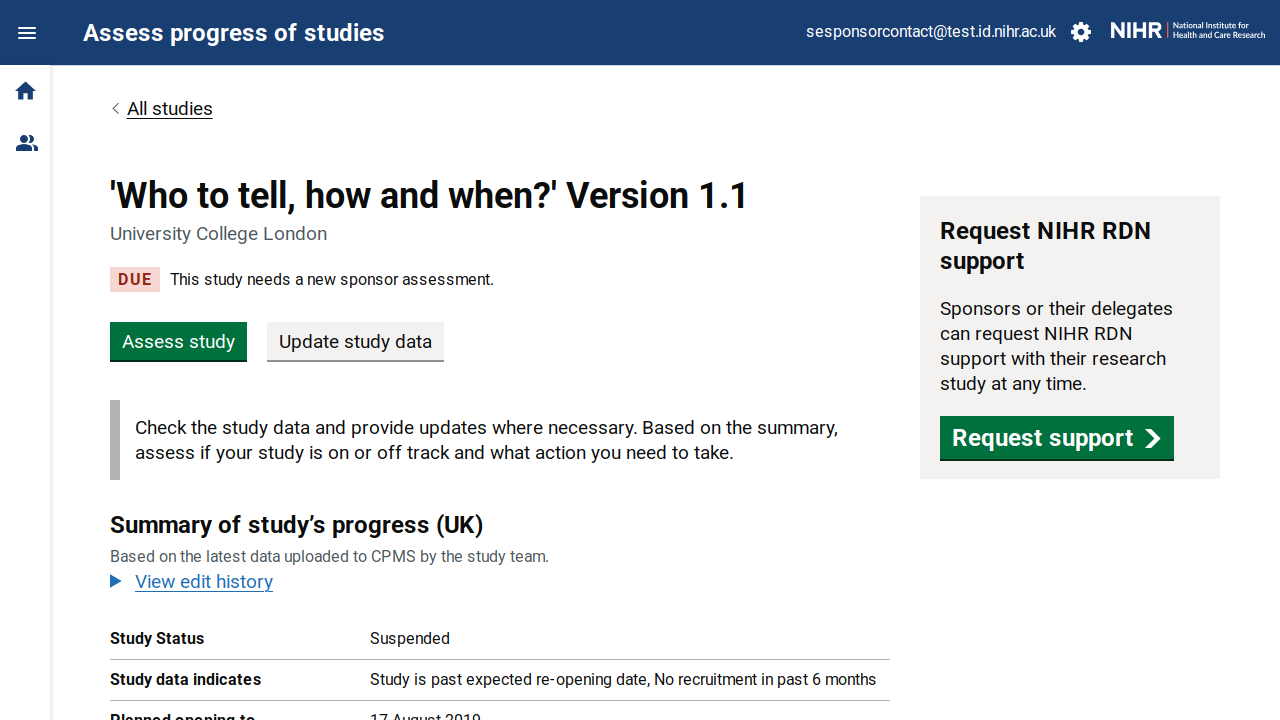 Assess progress of studies
sesponsorcontact@test.id.nihr.ac.uk
NIHR
National Institute for
Health and Care Research
All studies
'Who to tell, how and when?' Version 1.1
University College London
DUE
This study needs a new sponsor assessment.
Assess study
Update study data
Check the study data and provide updates where necessary. Based on the summary,
assess if your study is on or off track and what action you need to take.
Summary of study’s progress (UK)
Based on the latest data uploaded to CPMS by the study team.
View edit history
Study Status
Suspended
Study data indicates
Study is past expected re-opening date, No recruitment in past 6 months
Planned opening to
17 August 2019
Request NIHR RDN
support
Sponsors or their delegates
can request NIHR RDN
support with their research
study at any time.
Request support